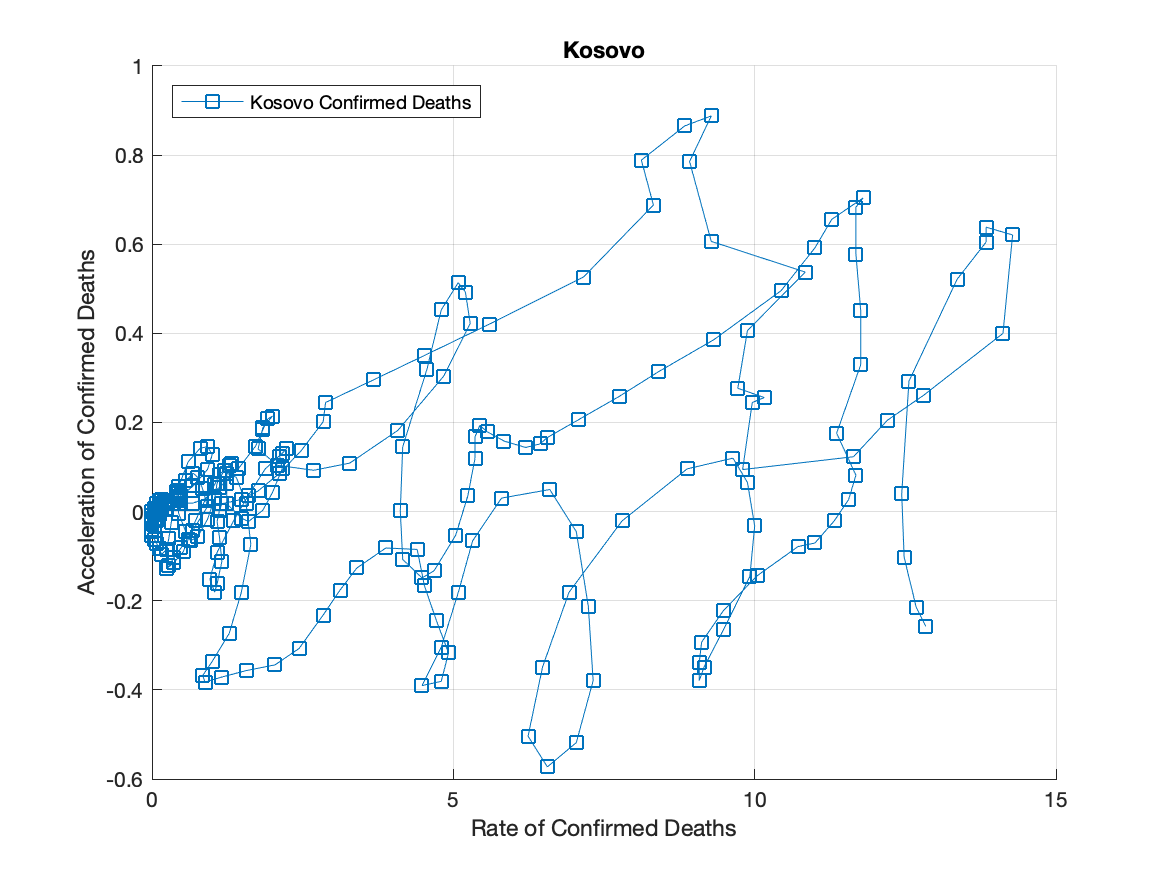 Kosovo
Kosovo Confirmed Deaths
1
0.8
0.6
0.4
0.2
0
-0.2
-0.4
-0.6
Acceleration of Confirmed Deaths
0 5 10 15
Rate of Confirmed Deaths